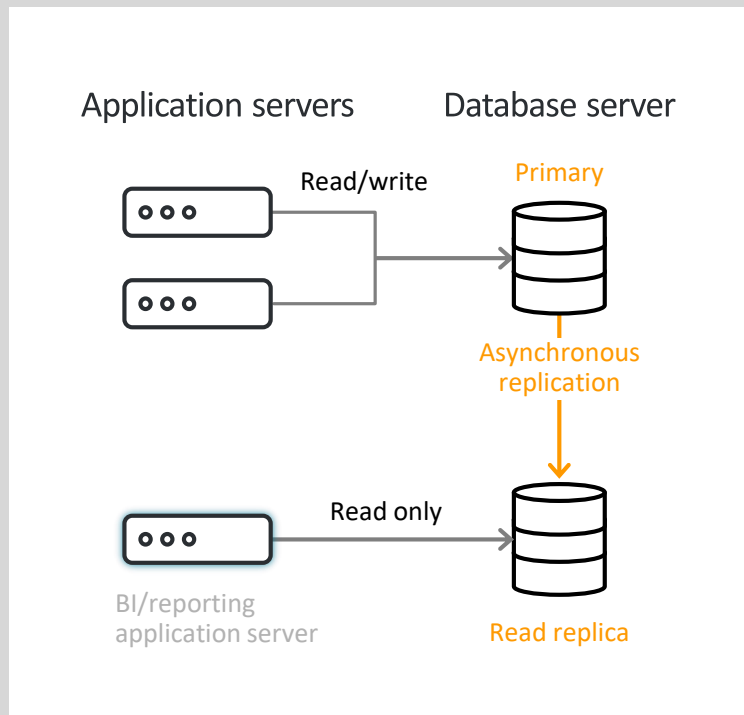 Application servers
Database server
Read/write
Primary
Asynchronous
replication
Read only
BI/reporting
application server
Read replica